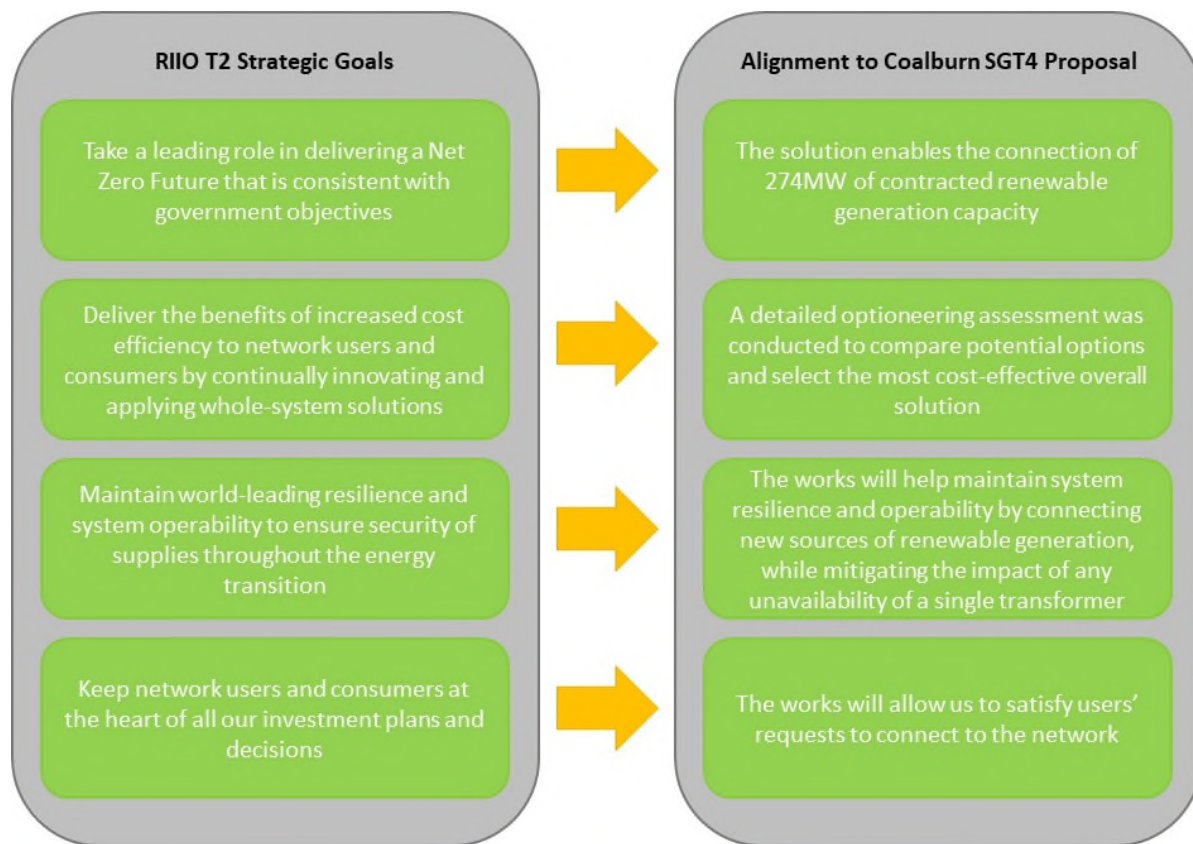 RIIO T2 Strategic Goals
Take a leading role in delivering a Net
Zero Future that is consistent with
government objectives
Deliver the benefits of increased cost
efficiency to network users and
consumers by continually innovating and
applying whole-system solutions
Maintain world-leading resilience and
system operability to ensure security of
supplies throughout the energy
transition
Keep network users and consumers at
the heart of all our investment plans and
decisions
Alignment to Coalburn SGT4 Proposal
The solution enables the connection of
274MW of contracted renewable
generation capacity
A detailed optioneering assessment was
conducted to compare potential options
and select the most cost-effective overall
solution
The works will help maintain system
resilience and operability by connecting
new sources of renewable generation,
while mitigating the impact of any
unavailability of a single transformer
The works will allow us to satisfy users’
requests to connect to the network